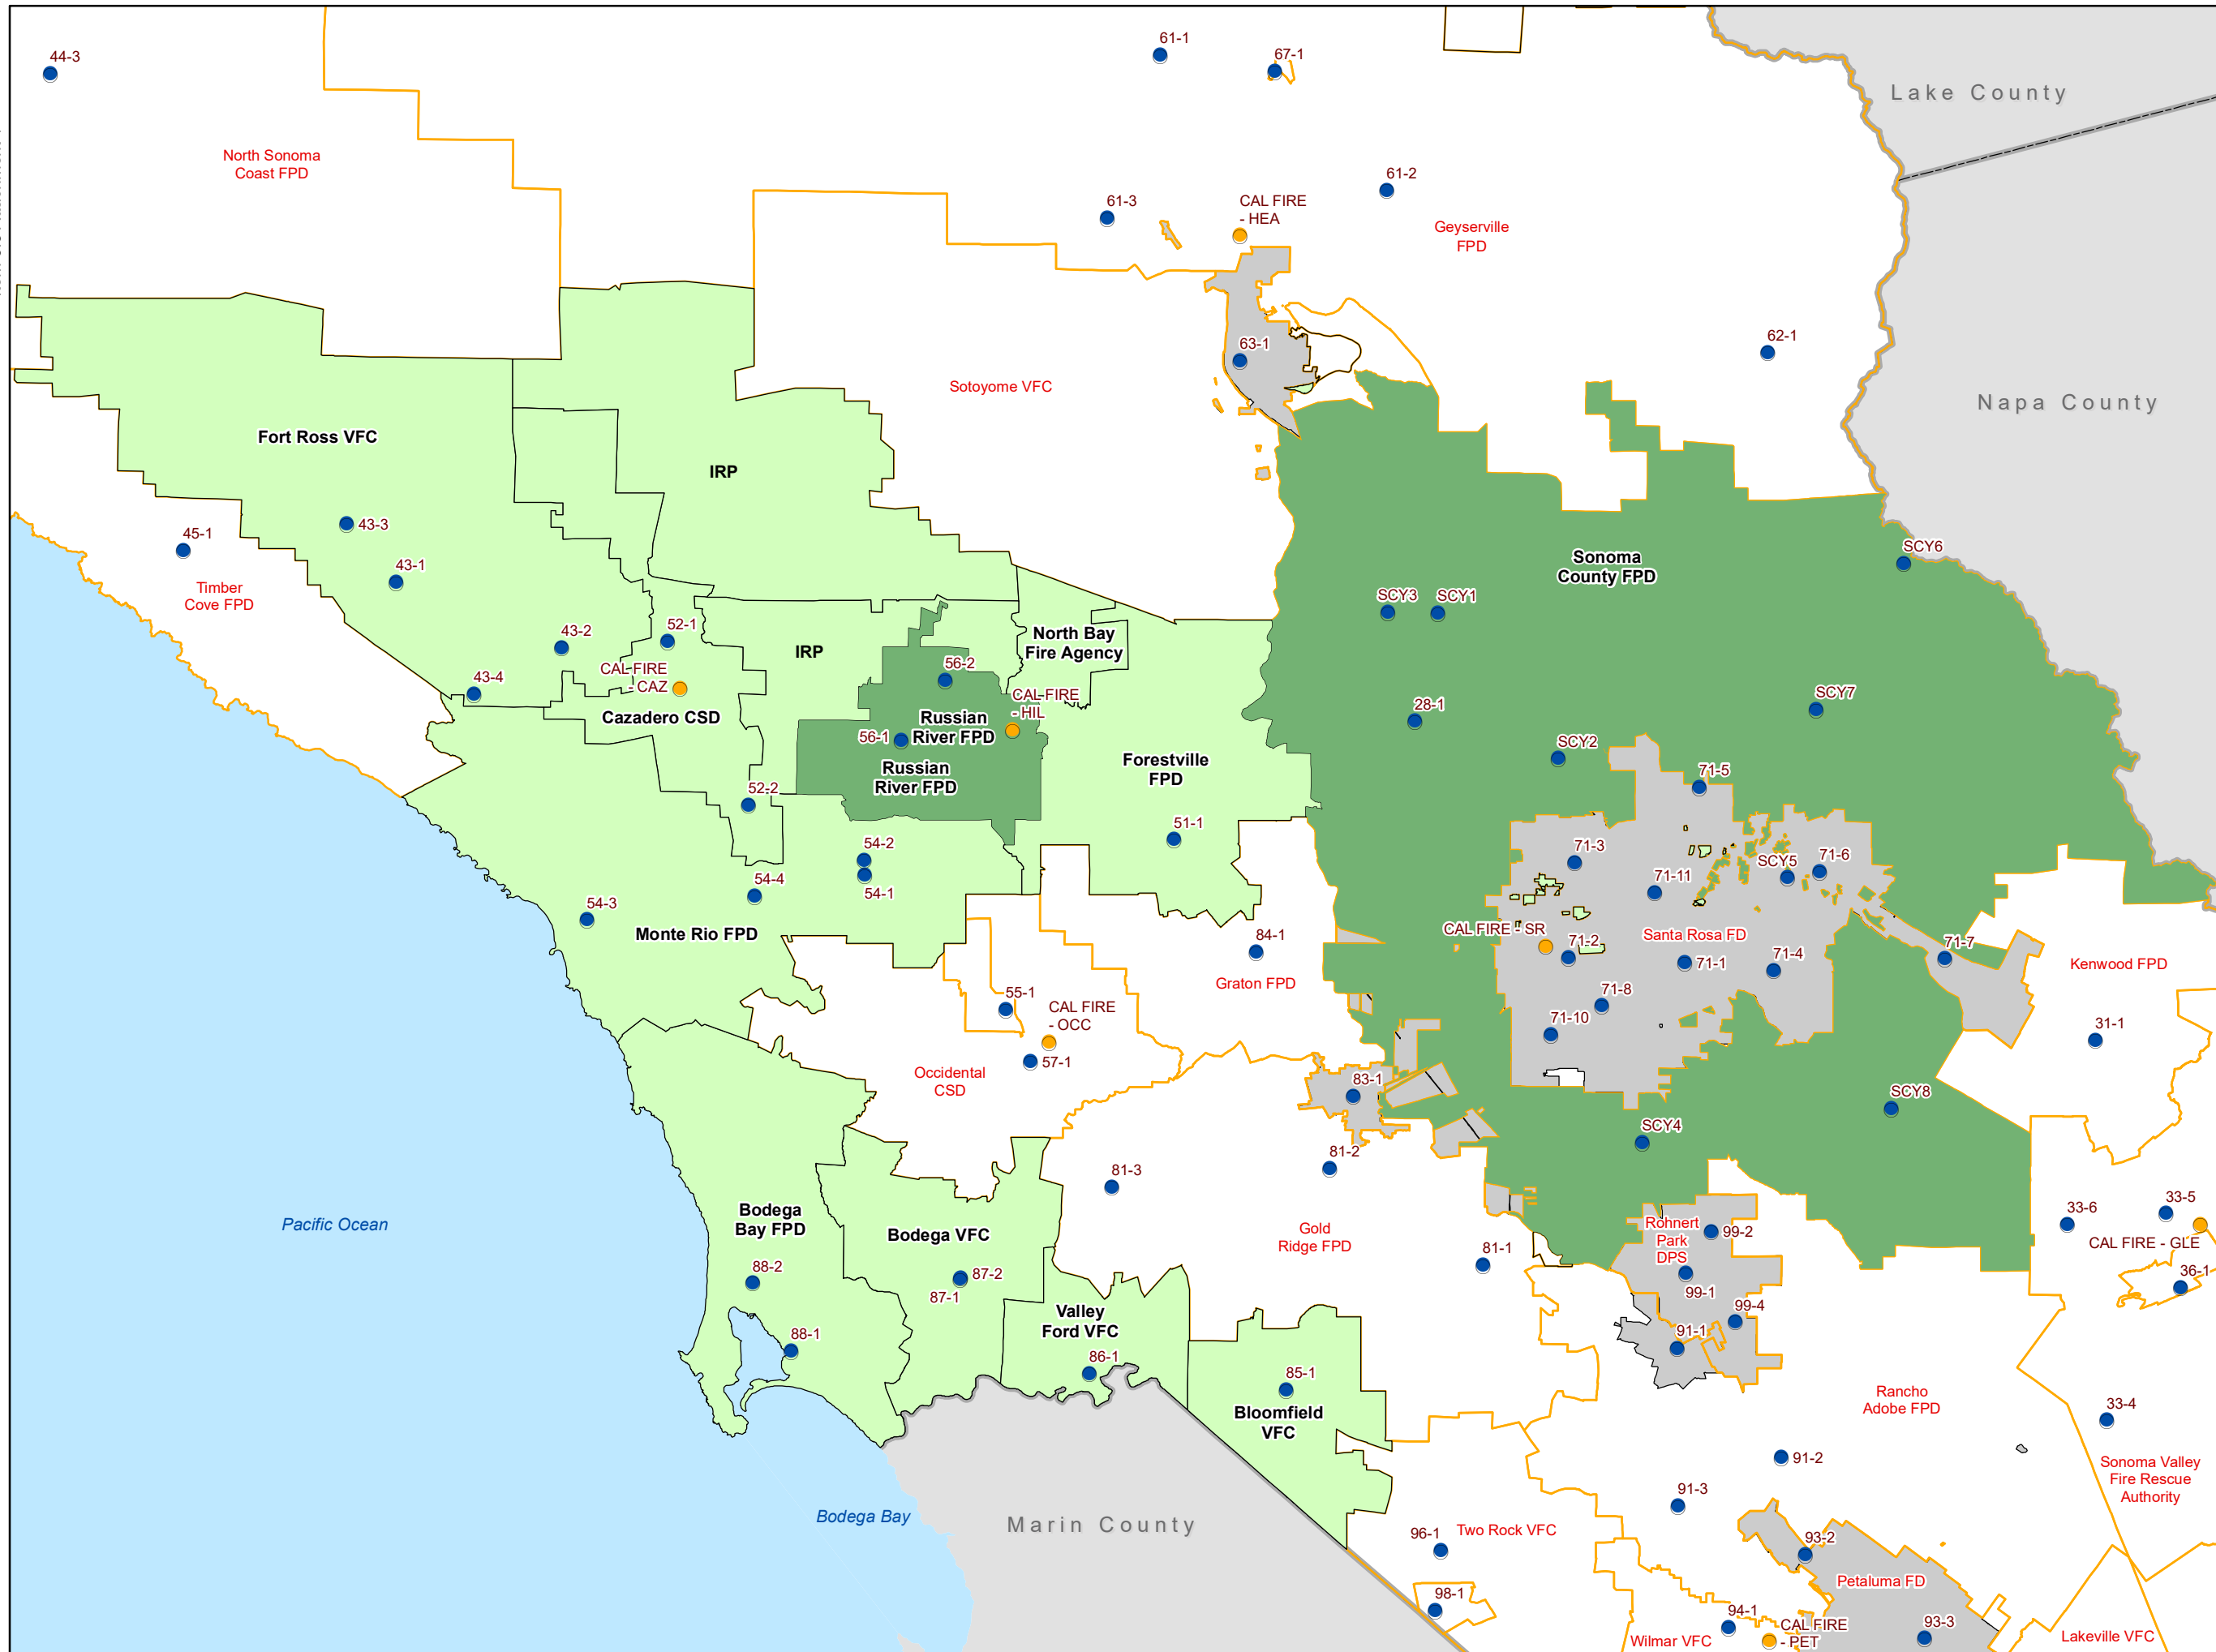 44-3
61-1
67-1
Lake County
North Sonoma
Coast FPD
61-2
61-3
CAL FIRE
- HEA
Geyserville
FPD
63-1
62-1
Sotoyome VFC
Napa County
Fort Ross VFC
IRP
43-3
45-1
43-1
Timber
Cove FPD
Sonoma
County FPD
SCY6
SCY3
SCY1
52-1
43-2
North Bay
Fire Agency
IRP
56-2
CAL FIRE
- CAZ
43-4
CAL FIRE
- HIL
28-1
SCY7
Cazadero CSD
Russian
River FPD
56-1
SCY2
Russian
River FPD
Forestville
FPD
71-5
52-2
51-1
54-2
54-1
71-3
SCY5
71-6
71-11
54-4
54-3
Monte Rio FPD
84-1
Graton FPD
CAL FIRE - SR
71-2
Santa Rosa FD
71-1
71-4
71-7
Kenwood FPD
55-1
CAL FIRE
- OCC
57-1
71-8
71-10
31-1
Occidental
CSD
83-1
SCY8
SCY4
81-3
81-2
Pacific Ocean
Bodega
Bay FPD
Bodega VFC
Gold
Ridge FPD
81-1
Rohnert
Park
DPS
99-2
99-1
33-6
33-5
CAL FIRE - GLE
36-1
88-2
87-2
87-1
Valley
Ford VFC
99-4
91-1
88-1
86-1
85-1
Bloomfield
VFC
Rancho
Adobe FPD
33-4
91-2
Sonoma Valley
Fire Rescue
Authority
91-3
Bodega Bay
Marin County
96-1
Two Rock VFC
93-2
Petaluma FD
98-1
94-1
CAL FIRE
- PET
93-3
Wilmar VFC
Lakeville VFC